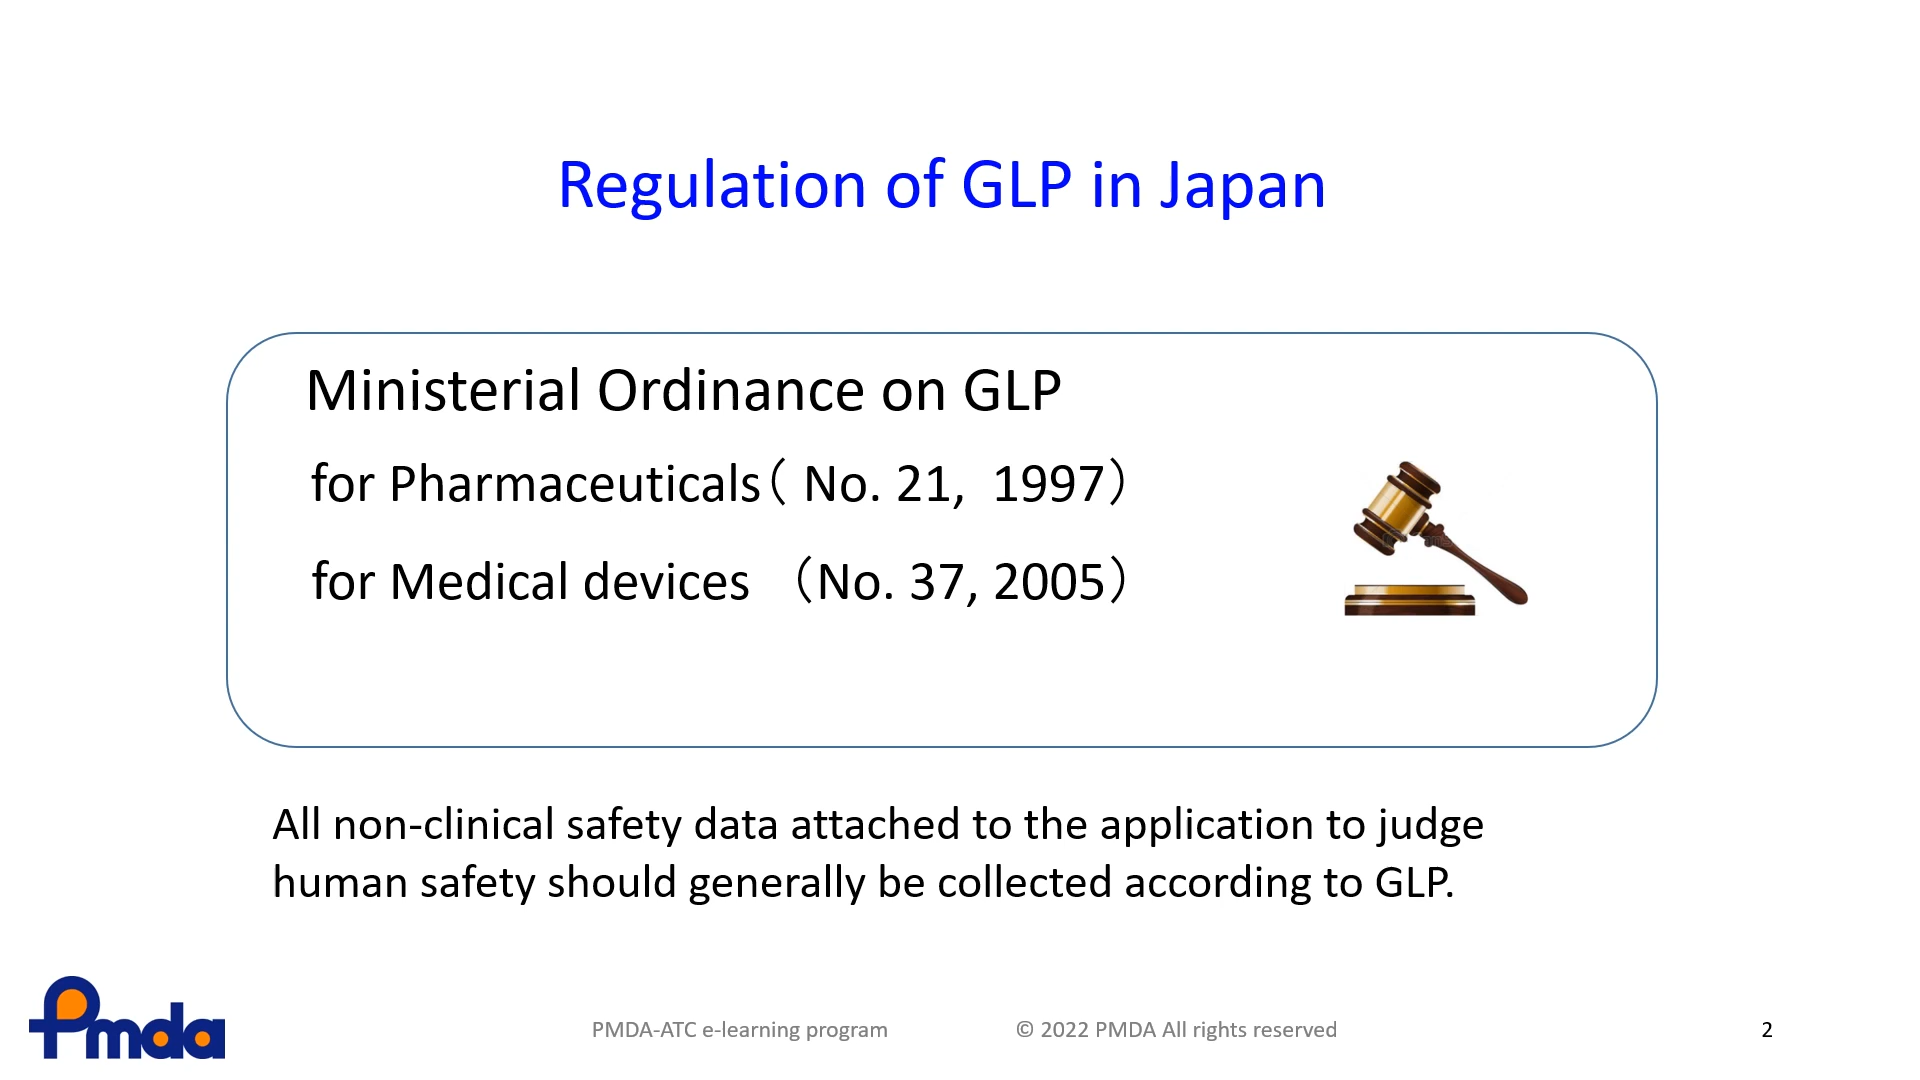 Regulation of GLP in Japan
Ministerial Ordinance on GLP
for Pharmaceuticals（ No. 21,  1997）
for Medical devices （No. 37, 2005）
All non-clinical safety data attached to the application to judge
human safety should generally be collected according to GLP.
Pmda
PMDA-ATC e-learning program
© 2022 PMDA All rights reserved
2